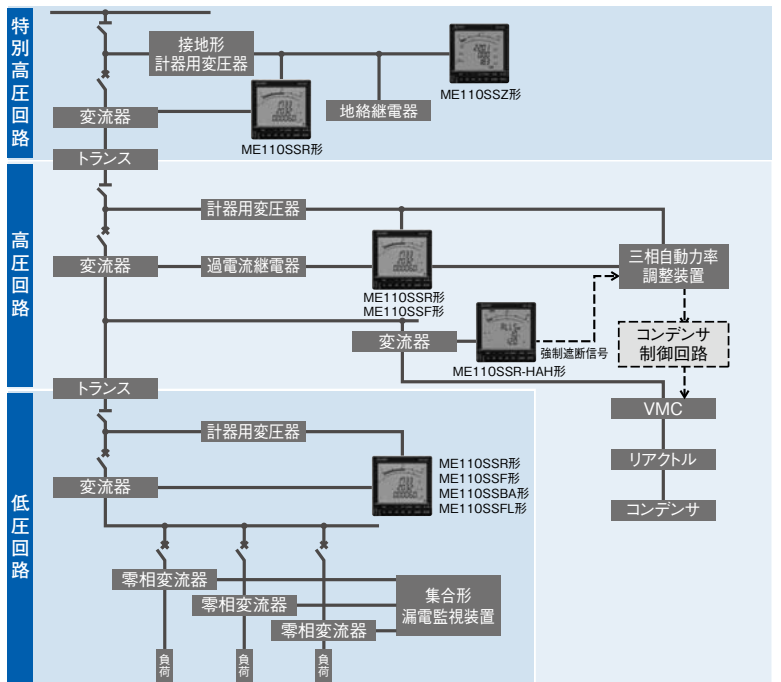 特別高圧回路
接地形
計器用変圧器
ME110SSZ形
変流器
地絡継電器
ME110SSR形
トランス
高圧回路
計器用変圧器
三相自動力率
調整装置
変流器
過電流継電器
ME110SSR形
ME110SSF形
変流器
強制遮断信号
コンデンサ
制御回路
ME110SSR-HAH形
トランス
VMC
低圧回路
計器用変圧器
リアクトル
ME110SSR形
ME110SSF形
ME110SSBA形
ME110SSFL形
変流器
コンデンサ
零相変流器
零相変流器
零相変流器
集合形
漏電監視装置
負荷
負荷
負荷